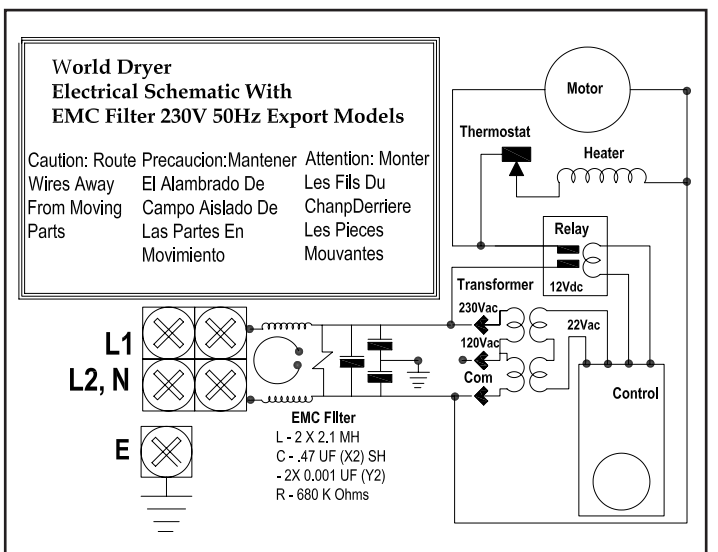 World Dryer
Electrical Schematic With
EMC Filter 230V 50Hz Export Models
Caution: Route
Wires Away
From Moving
Parts
Precaucion:Mantener
El Alambrado De
Campo Aislado De
Las Partes En
Movimiento
Attention: Monter
Les Fils Du
ChanpDerriere
Les Pieces
Mouvantes
Motor
Thermostat
Heater
Relay
12Vdc
Transformer
230Vac
22Vac
120Vac
Com
Control
L1
L2, N
E
EMC Filter
L - 2 X 2.1 MH
C - .47 UF (X2) SH
- 2X 0.001 UF (Y2)
R - 680 K Ohms